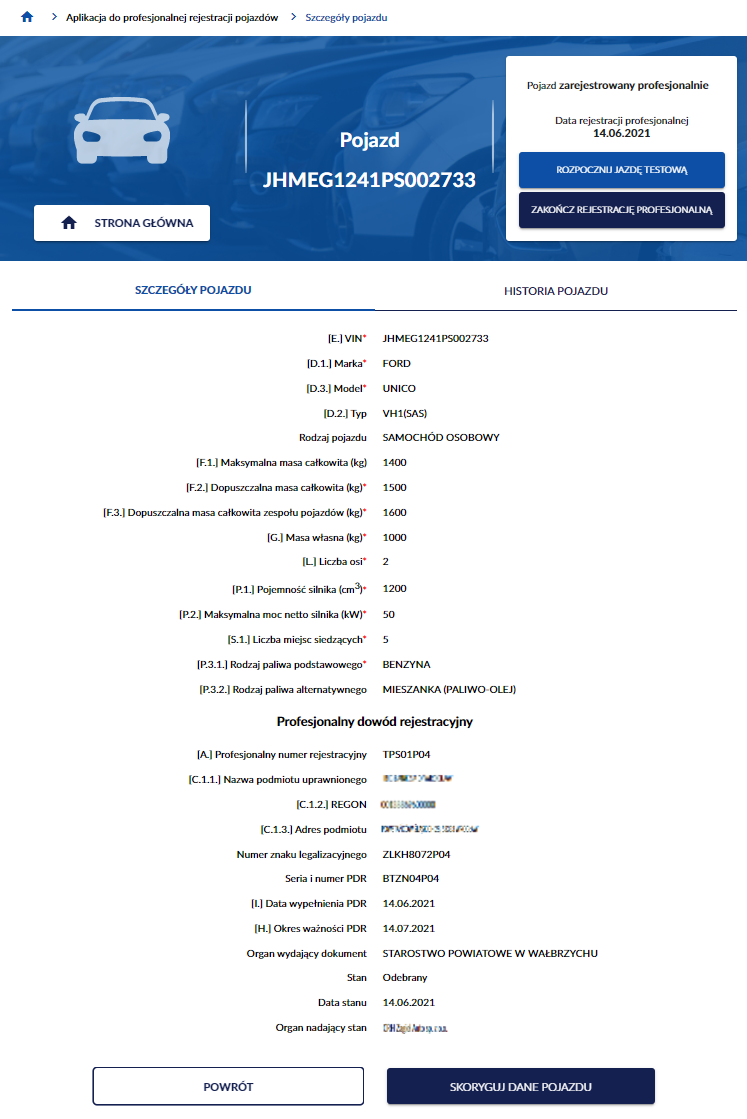 Aplikacja do profesjonalnej rejestracji pojazdów
Szczegóły pojazdu
Pojazd
JHMEG1241PS002733
STRONA GŁÓWNA
Pojazd zarejestrowany profesjonalnie
Data rejestracji profesjonalnej
14.06.2021
ROZPOCZNIJ JAZDĘ TESTOWĄ
ZAKOŃCZ REJESTRACJĘ PROFESJONALNĄ
SZCZEGÓŁY POJAZDU
HISTORIA POJAZDU
[E.] VIN* JHMEG1241PS002733
[D.1.] Marka* FORD
[D.3.] Model* UNICO
[D.2.] Typ VH1(SAS)
Rodzaj pojazdu SAMOCHÓD OSOBOWY
[F.1.] Maksymalna masa całkowita (kg) 1400
[F.2.] Dopuszczalna masa całkowita (kg)* 1500
[F.3.] Dopuszczalna masa całkowita zespołu pojazdów (kg)* 1600
[G.] Masa własna (kg)* 1000
[L.] Liczba osi* 2
[P.1.] Pojemność silnika (cm3)* 1200
[P.2.] Maksymalna moc netto silnika (kW)* 50
[S.1.] Liczba miejsc siedzących* 5
[P.3.1.] Rodzaj paliwa podstawowego* BENZYNA
[P.3.2.] Rodzaj paliwa alternatywnego MIESZANKA (PALIWO-OLEJ)
Profesjonalny dowód rejestracyjny
[A.] Profesjonalny numer rejestracyjny TPS01P04
[C.1.1.] Nazwa podmiotu uprawnionego
[C.1.2.] REGON
[C.1.3.] Adres podmiotu
Numer znaku legalizacyjnego ZLKH8072P04
Seria i numer PDR BTZN04P04
[I.] Data wypełnienia PDR 14.06.2021
[H.] Okres ważności PDR 14.07.2021
Organ wydający dokument STAROSTWO POWIATOWE W WAŁBRZYCHU
Stan Odebrany
Data stanu 14.06.2021
Organ nadający stan
POWRÓT
SKORYGUJ DANE POJAZDU